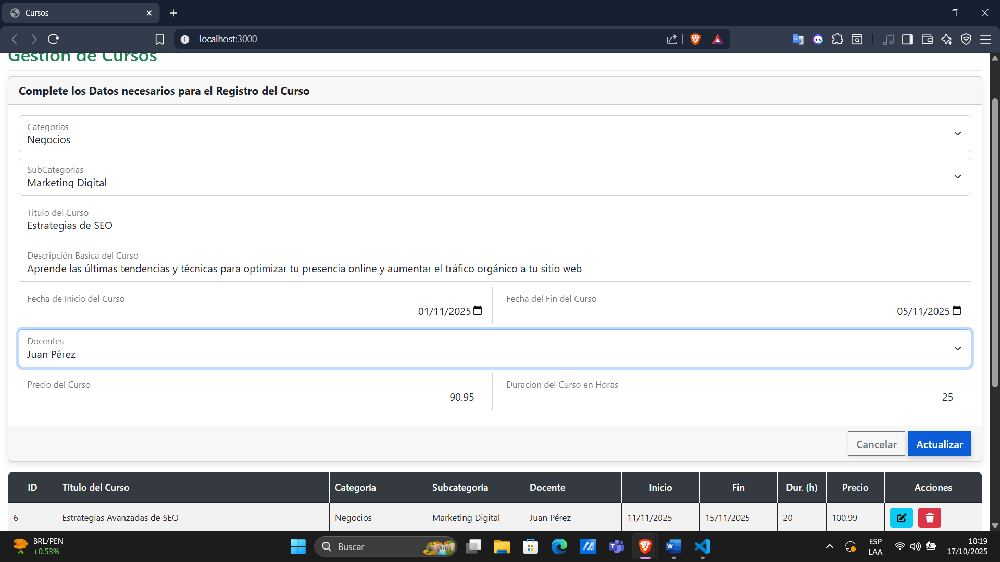 Cursos
localhost:3000
Gestión de Cursos
Complete los Datos necesarios para el Registro del Curso
Categorias
Negocios
SubCategorias
Marketing Digital
Titulo del Curso
Estrategias de SEO
Descripción Basica del Curso
Aprende las últimas tendencias y técnicas para optimizar tu presencia online y aumentar el tráfico orgánico a tu sitio web
Fecha de Inicio del Curso
01/11/2025
Fecha del Fin del Curso
05/11/2025
Docentes
Juan Pérez
Precio del Curso
90.95
Duracion del Curso en Horas
25
Cancelar Actualizar
ID Título del Curso Categoría Subcategoría Docente Inicio Fin Dur. (h) Precio Acciones
6 Estrategias Avanzadas de SEO Negocios Marketing Digital Juan Pérez 11/11/2025 15/11/2025 20 100.99
BRL/PEN
+0.53%
Buscar
ESP
LAA
18:19
17/10/2025